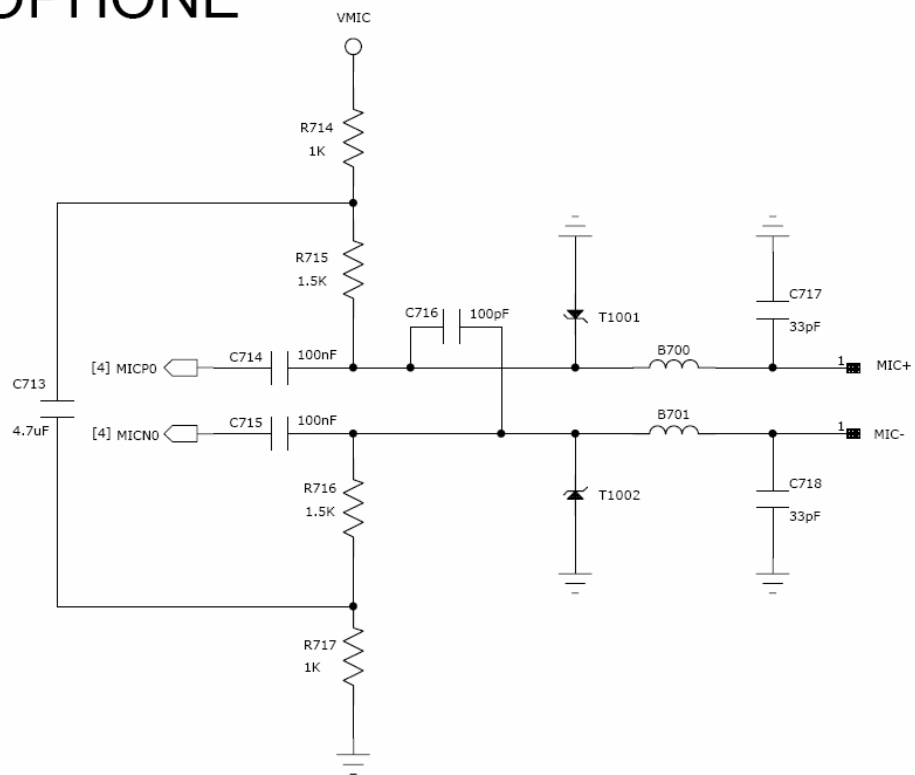 OPHONE
VMIC
R714
1K
R715
1.5K
C716 100pF
T1001
C717
33pF
C714 100nF
B700
[4] MICP0
1 MIC+
C713
4.7uF
C715 100nF
B701
[4] MICN0
1 MIC-
R716
1.5K
T1002
C718
33pF
R717
1K